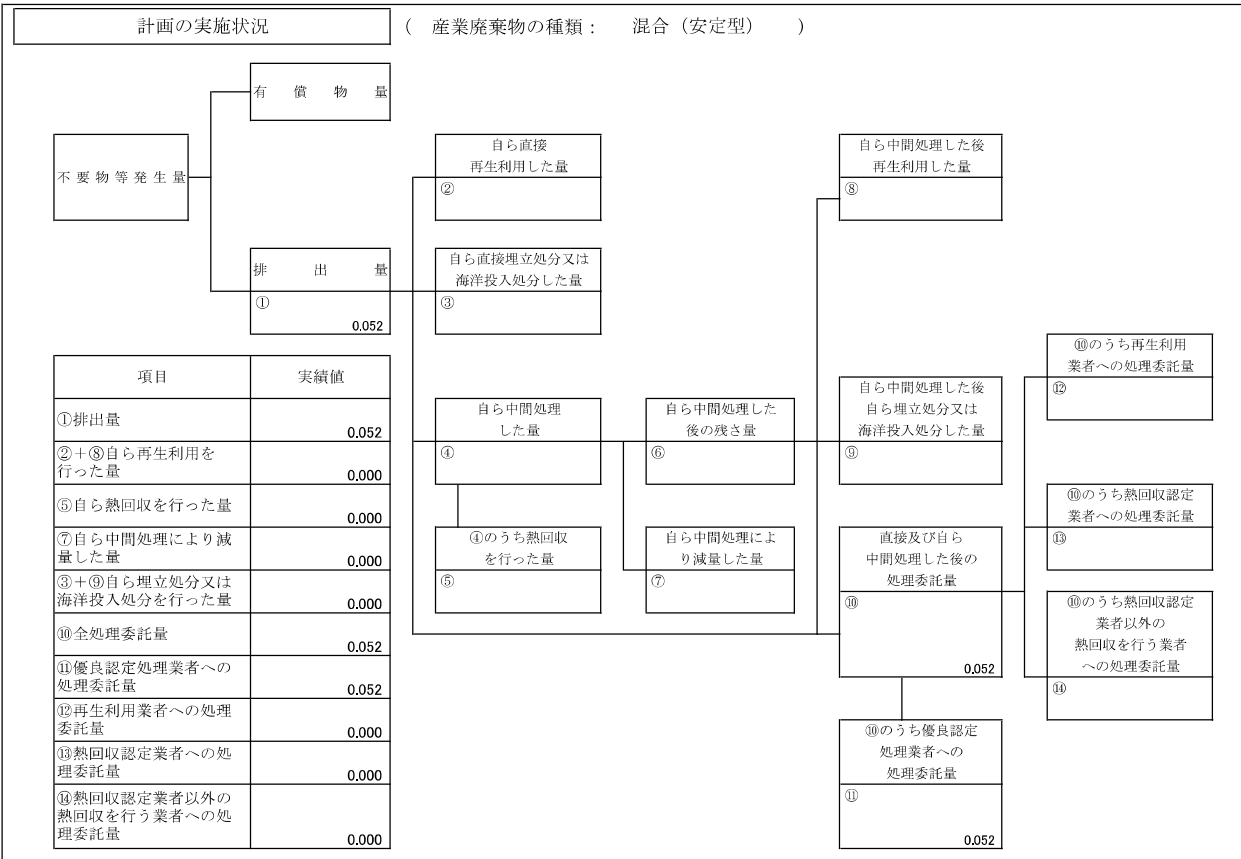 計画の実施状況
( 産業廃棄物の種類： 混合（安定型） )
有償物量
不要物等発生量
自ら直接
再生利用した量
②
自ら中間処理した後
再生利用した量
⑧
排出量
①
0.052
自ら直接埋立処分又は
海洋投入処分した量
③
項目 実績値
①排出量
0.052
②＋⑧自ら再生利用を
行った量
0.000
⑤自ら熱回収を行った量
0.000
⑦自ら中間処理により減
量した量
0.000
③＋⑨自ら埋立処分又は
海洋投入処分を行った量
0.000
⑩全処理委託量
0.052
⑪優良認定処理業者への
処理委託量
0.052
⑫再生利用業者への処理
委託量
0.000
⑬熱回収認定業者への処
理委託量
0.000
⑭熱回収認定業者以外の
熱回収を行う業者への処
理委託量
0.000
自ら中間処理
した量
④
自ら中間処理した
後の残さ量
⑥
自ら中間処理した後
自ら埋立処分又は
海洋投入処分した量
⑨
④のうち熱回収
を行った量
⑤
自ら中間処理によ
り減量した量
⑦
直接及び自ら
中間処理した後の
処理委託量
⑩
0.052
⑩のうち優良認定
処理業者への
処理委託量
⑪
0.052
⑩のうち再生利用
業者への処理委託量
⑫
⑩のうち熱回収認定
業者への処理委託量
⑬
⑩のうち熱回収認定
業者以外の
熱回収を行う業者
への処理委託量
⑭